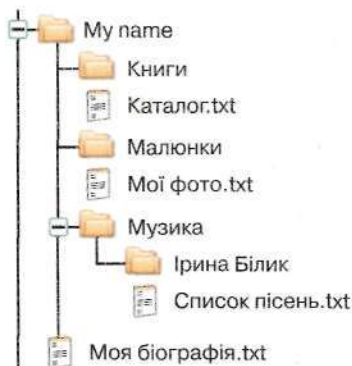 My name
Книги
Каталог.txt
Малюнки
Мої фото.txt
Музика
Ірина Білик
Список пісень.txt
Моя біографія.txt